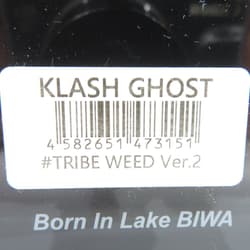 KLASH GHOST
4 582651 473151
#TRIBE WEED Ver.2
Born In Lake BIWA